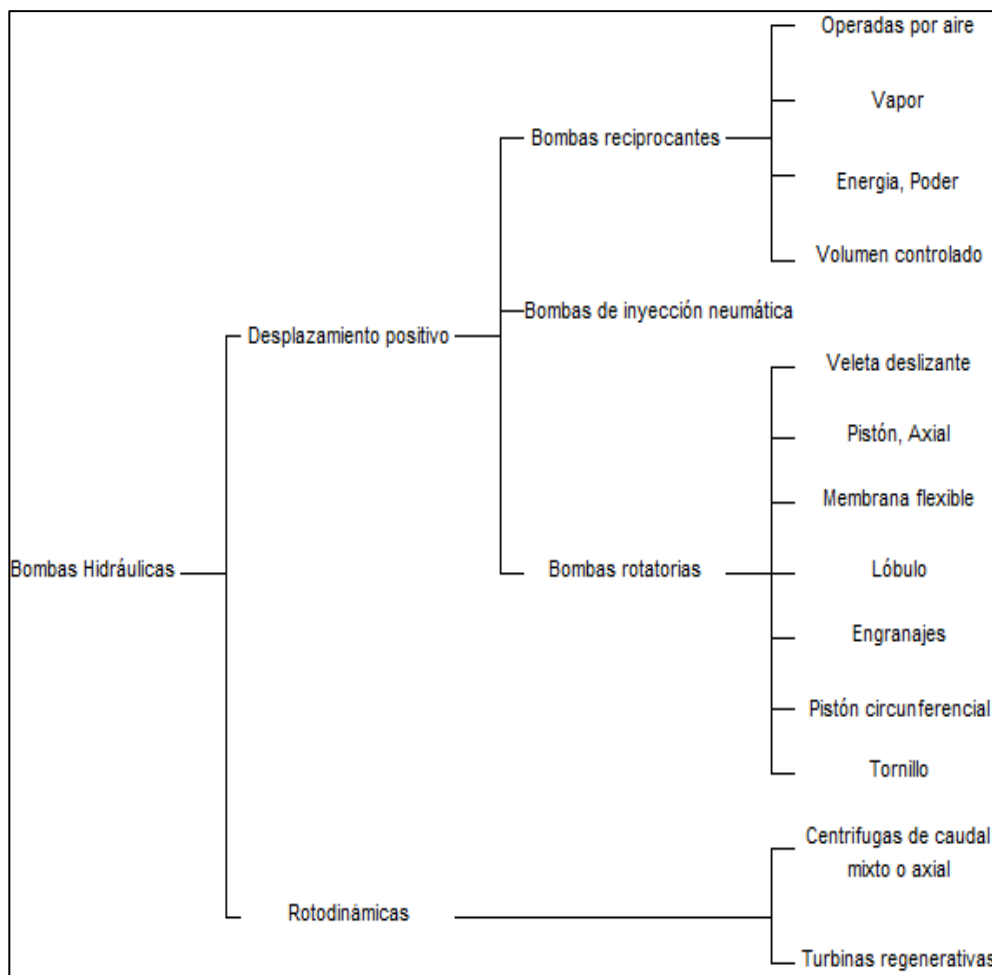 Operadas por aire
Vapor
Bombas reciprocantes
Energia, Poder
Volumen controlado
Bombas de inyección neumática
Desplazamiento positivo
Veleta deslizante
Pistón, Axial
Membrana flexible
Bombas Hidráulicas
Bombas rotatorias
Lóbulo
Engranajes
Pistón circunferencial
Tornillo
Centrifugas de caudal
mixto o axial
Rotodinámicas
Turbinas regenerativas